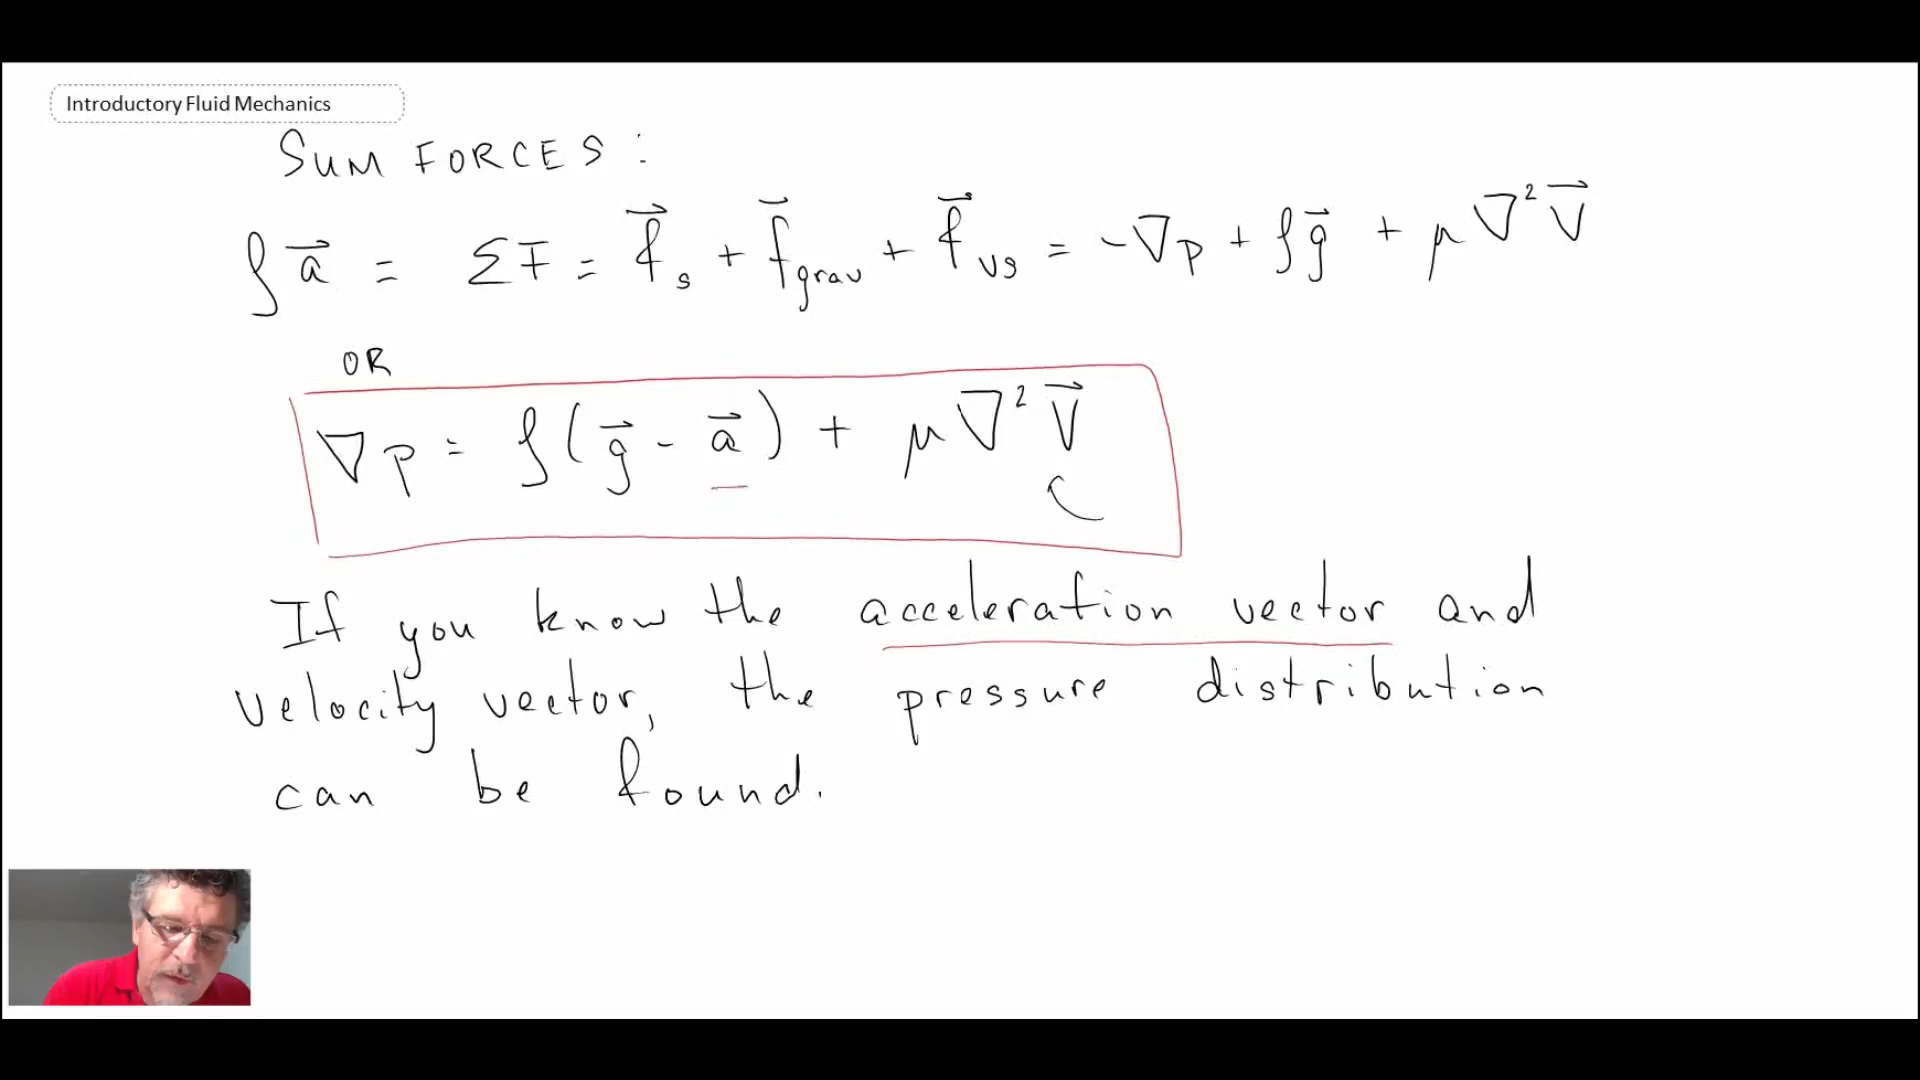 Introductory Fluid Mechanics
SUM FORCES :
ρa⃗ = ΣF = f⃗ₛ + f⃗grav + f⃗vs = -∇p + ρg⃗ + μ∇²V⃗
OR
∇p = ρ(g⃗ - a⃗) + μ∇²V⃗
If you know the acceleration vector and
velocity vector, the pressure distribution
can be found.